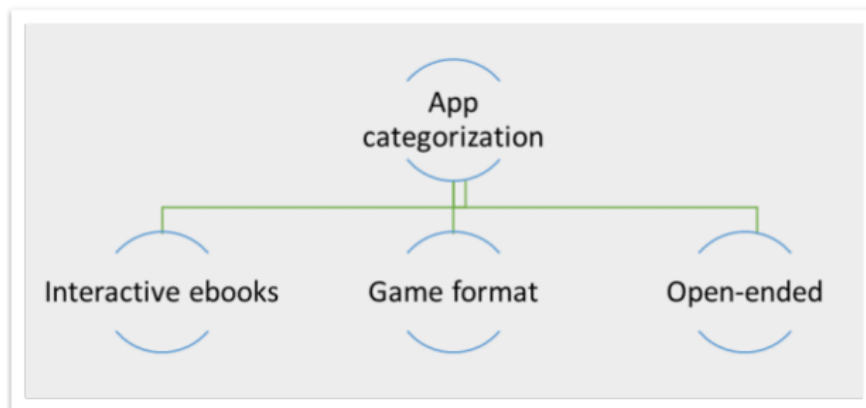 App
categorization
Interactive ebooks
Game format
Open-ended